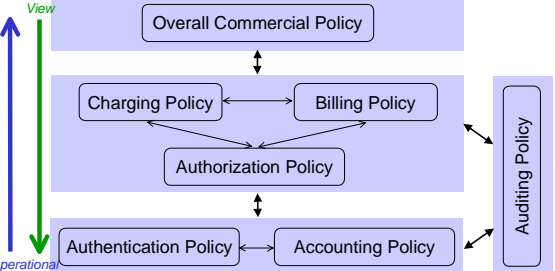 View
Overall Commercial Policy
Charging Policy
Billing Policy
Authorization Policy
Auditing Policy
Authentication Policy
Accounting Policy
perational